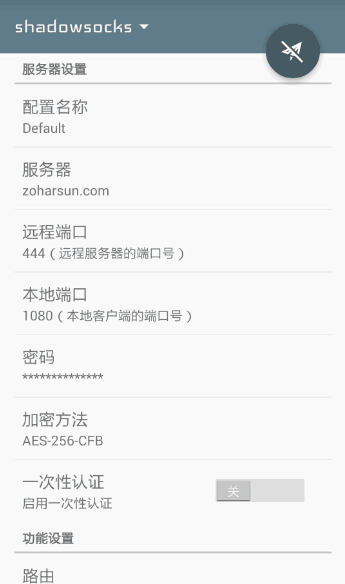 shadowsocks
服务器设置
配置名称
Default
服务器
zoharsun.com
远程端口
444（远程服务器的端口号）
本地端口
1080（本地客户端的端口号）
密码
**************
加密方法
AES-256-CFB
一次性认证
关
启用一次性认证
功能设置
路由